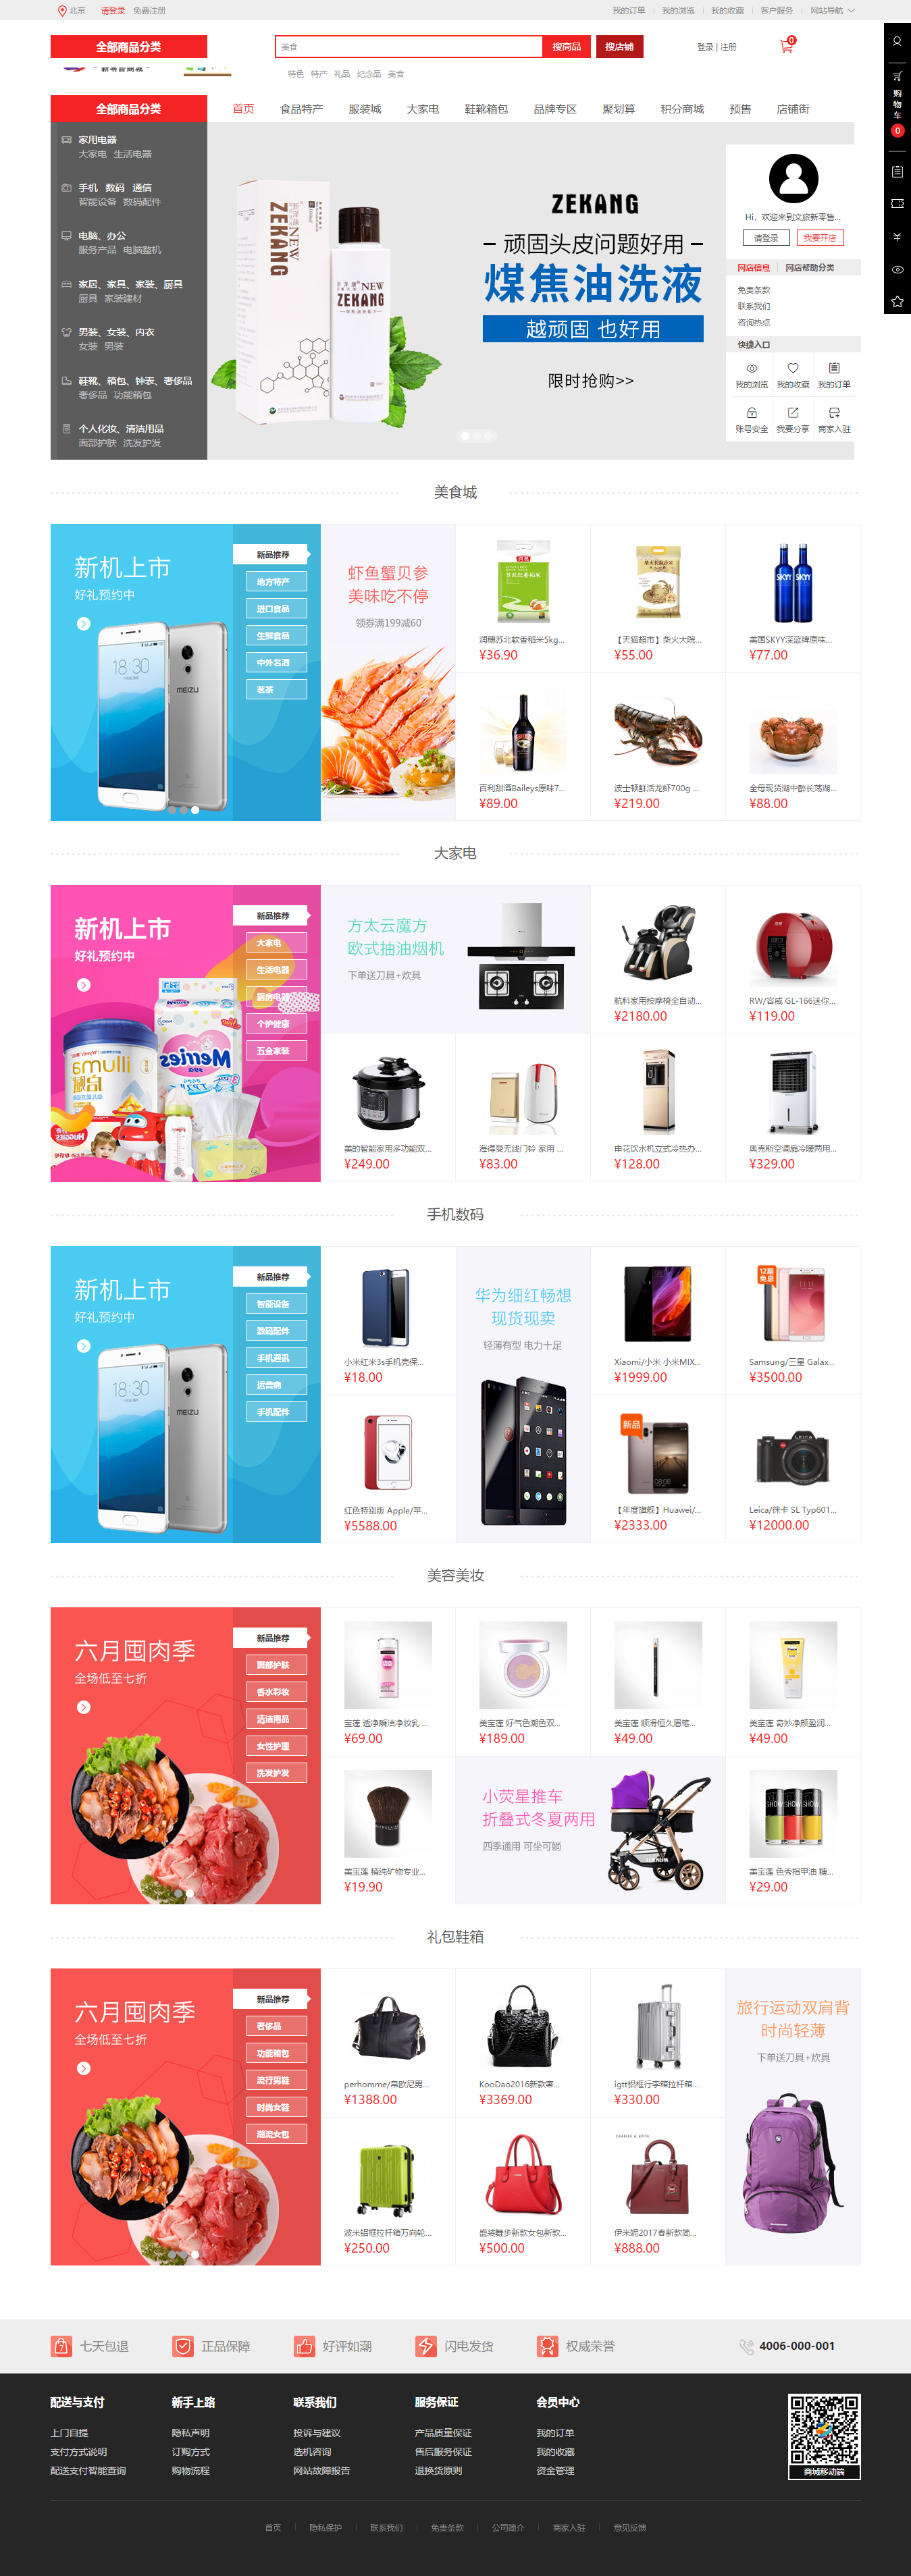 北京 请登录 免费注册 我的订单 我的浏览 我的收藏 客户服务 网站导航
全部商品分类 美食 搜商品 搜店铺 登录 | 注册 0
特色 特产 礼品 纪念品 美食
全部商品分类 首页 食品特产 服装城 大家电 鞋靴箱包 品牌专区 聚划算 积分商城 预售 店铺街
购物车
0
家用电器
大家电 生活电器
手机 数码 通信
智能设备 数码配件
电脑、办公
服务产品 电脑整机
家居、家具、家装、厨具
厨具 家装建材
男装、女装、内衣
女装 男装
鞋靴、箱包、钟表、奢侈品
奢侈品 功能箱包
个人化妆、清洁用品
面部护肤 洗发护发
ZEKANG
顽固头皮问题好用
煤焦油洗液
越顽固 也好用
限时抢购>>
NEW
ZEKANG
Hi，欢迎来到文旅新零售...
请登录 我要开店
网店信息 网店帮助分类
免责条款
联系我们
咨询热点
快捷入口
我的浏览 我的收藏 我的订单
账号安全 我要分享 商家入驻
美食城
新机上市
好礼预约中
18:30
MEIZU
新品推荐
地方特产
进口食品
生鲜食品
中外名酒
茗茶
虾鱼蟹贝参
美味吃不停
领券满199减60
润穗苏北软香稻米5kg...
¥36.90
【天猫超市】柴火大院...
¥55.00
SKYY SKYY
美国SKYY深蓝牌原味...
¥77.00
百利甜酒Baileys原味7...
¥89.00
波士顿鲜活龙虾700g ...
¥219.00
全母现货湖中醉长荡湖...
¥88.00
大家电
新机上市
好礼预约中
新品推荐
大家电
生活电器
厨房电器
个护健康
五金家装
方太云魔方
欧式抽油烟机
下单送刀具+炊具
航科家用按摩椅全自动...
¥2180.00
RW/容威 GL-166迷你...
¥119.00
美的智能家用多功能双...
¥249.00
海得曼无线门铃 家用 ...
¥83.00
申花饮水机立式冷热办...
¥128.00
奥克斯空调扇冷暖两用...
¥329.00
手机数码
新机上市
好礼预约中
18:30
MEIZU
新品推荐
智能设备
数码配件
手机通讯
运营商
手机配件
小米红米3s手机壳保...
¥18.00
红色特别版 Apple/苹...
¥5588.00
华为细红畅想
现货现卖
轻薄有型 电力十足
Xiaomi/小米 小米MIX...
¥1999.00
12期免息
Samsung/三星 Galax...
¥3500.00
新品
【年度旗舰】Huawei/...
¥2333.00
LEICA
Leica/徕卡 SL Typ601...
¥12000.00
美容美妆
六月囤肉季
全场低至七折
新品推荐
面部护肤
香水彩妆
清洁用品
女性护理
洗发护发
宝莲 透净瞬洁净妆乳 ...
¥69.00
美宝莲 好气色潮色双...
¥189.00
美宝莲 顺滑恒久眉笔...
¥49.00
美宝莲 奇妙净颜盈润...
¥49.00
美宝莲 精纯矿物专业...
¥19.90
小荧星推车
折叠式冬夏两用
四季通用 可坐可躺
SHOW SHOW SHOW
美宝莲 色秀指甲油 糖...
¥29.00
礼包鞋箱
六月囤肉季
全场低至七折
新品推荐
奢侈品
功能箱包
流行男鞋
时尚女鞋
潮流女包
perhomme/帛欧尼男...
¥1388.00
KooDao2016新款奢...
¥3369.00
igtt铝框行李箱拉杆箱...
¥330.00
旅行运动双肩背
时尚轻薄
下单送刀具+炊具
波米铝框拉杆箱万向轮...
¥250.00
盛装舞步新款女包新款...
¥500.00
CHARLES & KEITH
伊米妮2017春新款简...
¥888.00
七天包退 正品保障 好评如潮 闪电发货 权威荣誉 4006-000-001
配送与支付 新手上路 联系我们 服务保证 会员中心
上门自提 隐私声明 投诉与建议 产品质量保证 我的订单
支付方式说明 订购方式 选机咨询 售后服务保证 我的收藏
配送支付智能查询 购物流程 网站故障报告 退换货原则 资金管理
商城移动端
首页 隐私保护 联系我们 免责条款 公司简介 商家入驻 意见反馈